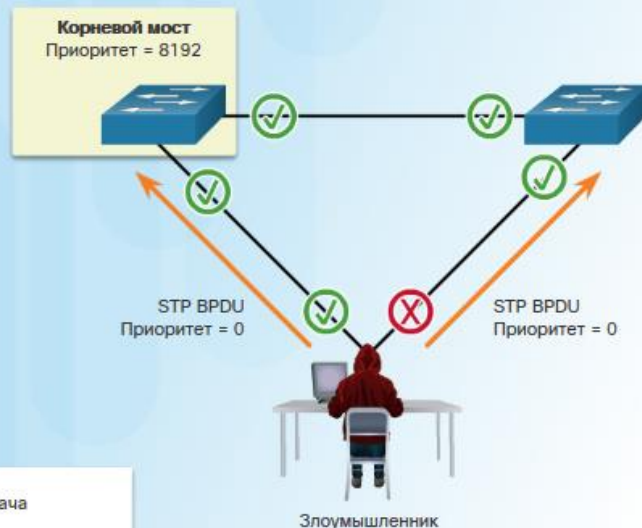 Корневой мост
Приоритет = 8192
STP BPDU
Приоритет = 0
STP BPDU
Приоритет = 0
Злоумышленник